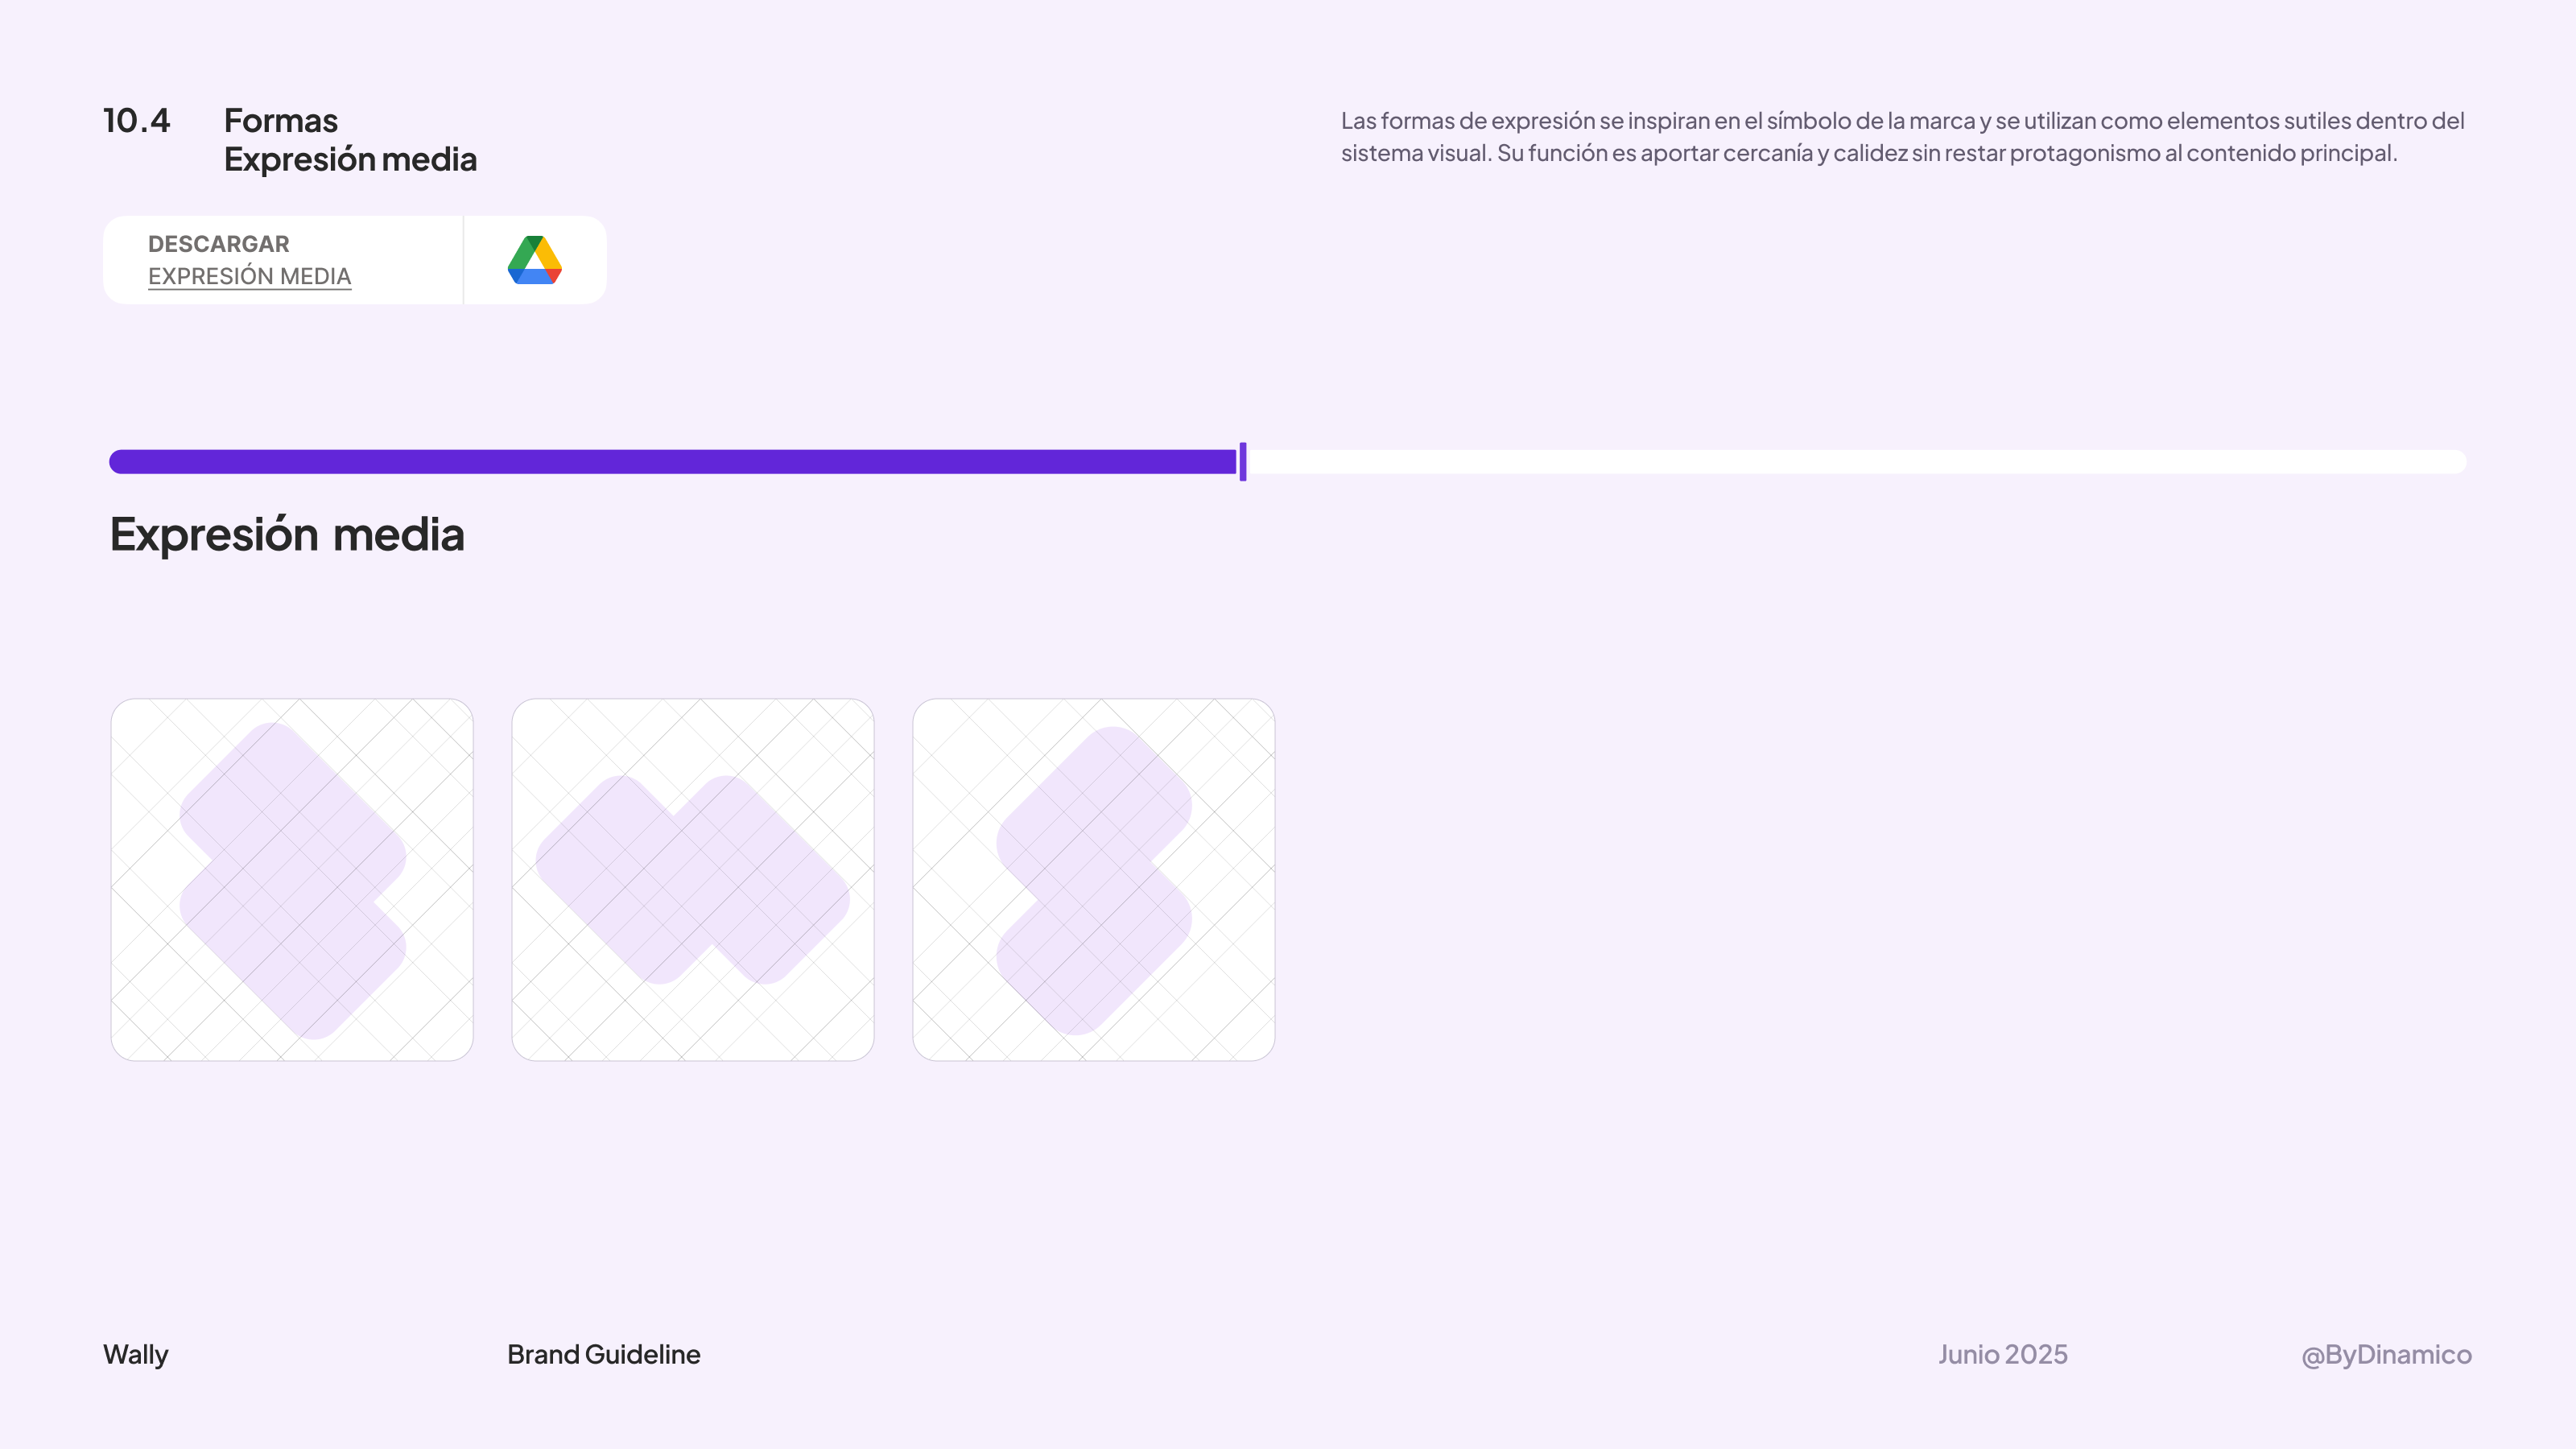 10.4
Formas
Expresión media
Las formas de expresión se inspiran en el símbolo de la marca y se utilizan como elementos sutiles dentro del
sistema visual. Su función es aportar cercanía y calidez sin restar protagonismo al contenido principal.
DESCARGAR
EXPRESIÓN MEDIA
Expresión media
Wally
Brand Guideline
Junio 2025
@ByDinamico